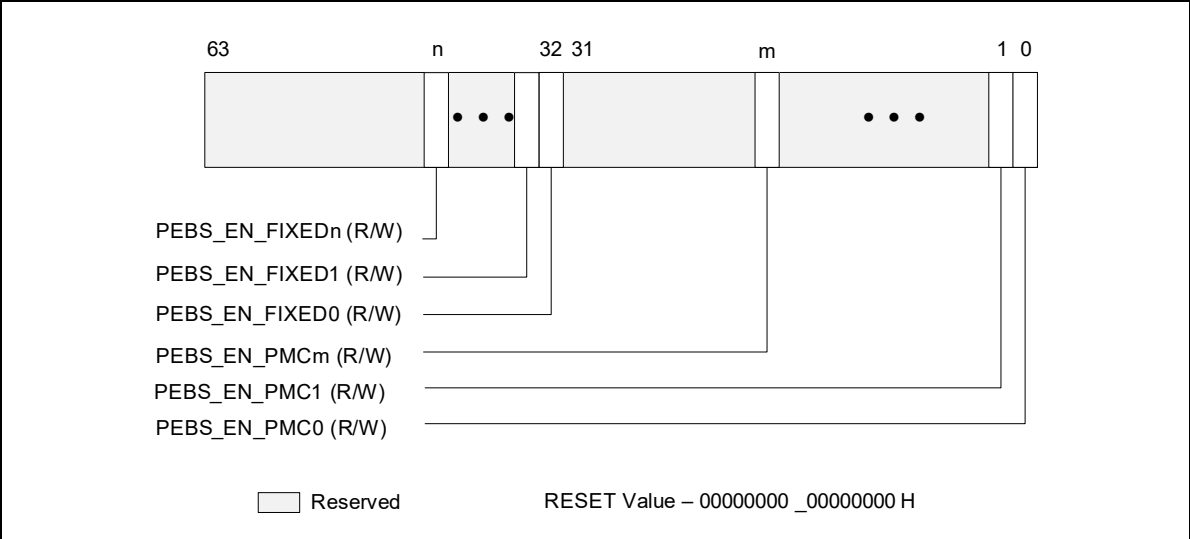 63 n 32 31 m 1 0
PEBS_EN_FIXEDn (R/W)
PEBS_EN_FIXED1 (R/W)
PEBS_EN_FIXED0 (R/W)
PEBS_EN_PMCm (R/W)
PEBS_EN_PMC1 (R/W)
PEBS_EN_PMC0 (R/W)
Reserved RESET Value – 00000000 _00000000 H